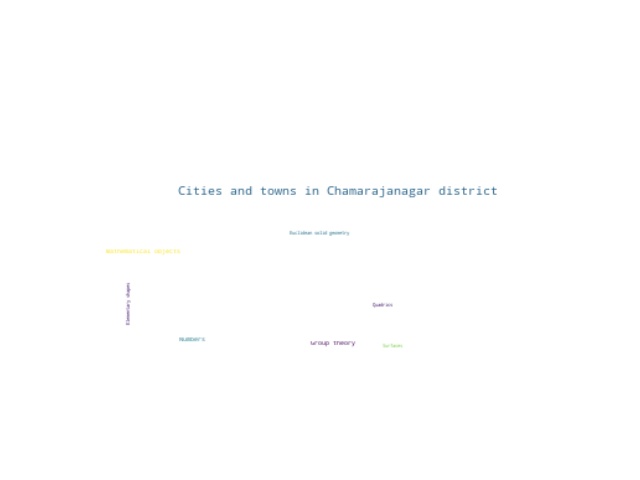 Cities and towns in Chamarajanagar district
Euclidean solid geometry
Mathematical objects
Elementary shapes
Quadrics
Numbers
Group theory
Surfaces